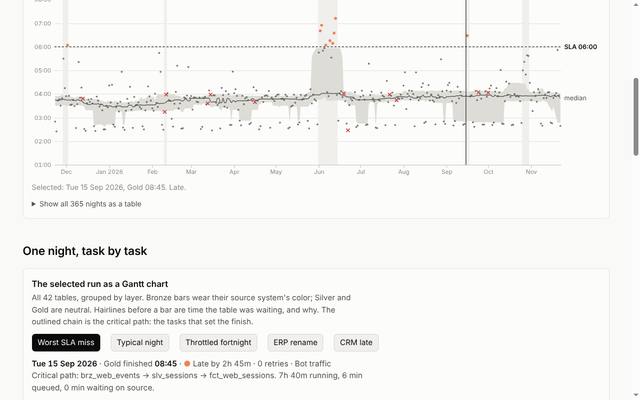 07:00
06:00
SLA 06:00
05:00
04:00
median
03:00
02:00
01:00
Dec Jan 2026 Feb Mar Apr May Jun Jul Aug Sep Oct Nov
Selected: Tue 15 Sep 2026, Gold 08:45. Late.
▶ Show all 365 nights as a table
One night, task by task
The selected run as a Gantt chart
All 42 tables, grouped by layer. Bronze bars wear their source system's color; Silver and
Gold are neutral. Hairlines before a bar are time the table was waiting, and why. The
outlined chain is the critical path: the tasks that set the finish.
Worst SLA miss Typical night Throttled fortnight ERP rename CRM late
Tue 15 Sep 2026 · Gold finished 08:45 · Late by 2h 45m · 0 retries · Bot traffic
Critical path: brz_web_events → slv_sessions → fct_web_sessions. 7h 40m running, 6 min
queued, 0 min waiting on source.